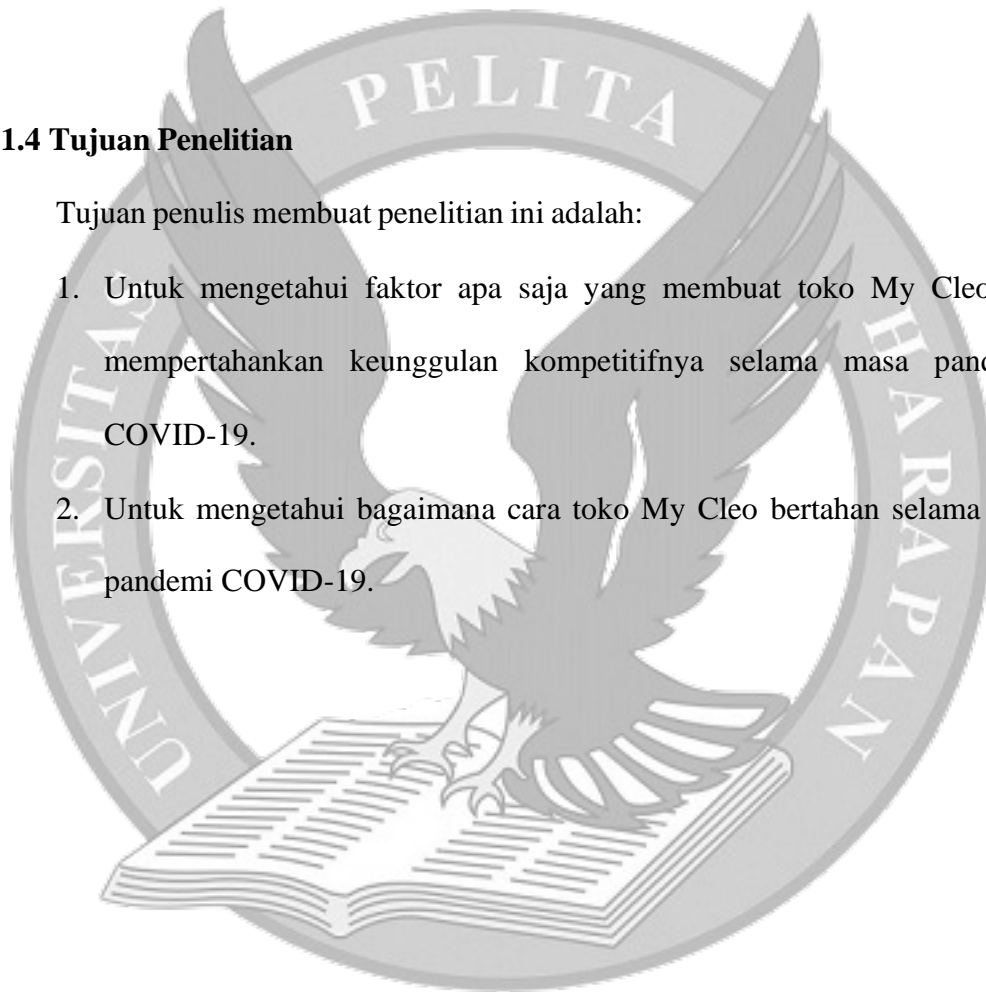 UNIVERSITAS PELITA HARAPAN
1.4 Tujuan Penelitian
Tujuan penulis membuat penelitian ini adalah:
1. Untuk mengetahui faktor apa saja yang membuat toko My Cleo
mempertahankan keunggulan kompetitifnya selama masa
COVID-19.
2. Untuk mengetahui bagaimana cara toko My Cleo bertahan selama
pandemi COVID-19.